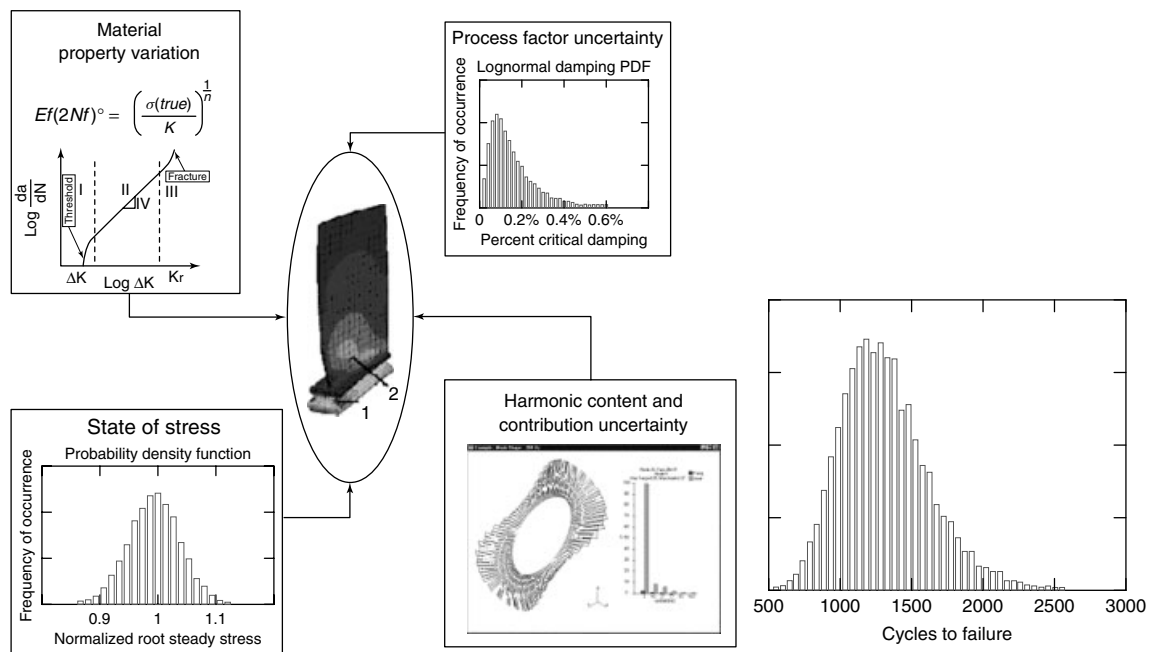 Material
property variation
Ef(2Nf)° = (σ(true)/K)^1/n
Log da/dN
Threshold
I
II
IV
III
Fracture
ΔK
Log ΔK
Kr
Process factor uncertainty
Lognormal damping PDF
Frequency of occurrence
0 0.2% 0.4% 0.6%
Percent critical damping
1
2
State of stress
Probability density function
Frequency of occurrence
0.9 1 1.1
Normalized root steady stress
Harmonic content and
contribution uncertainty
500 1000 1500 2000 2500 3000
Cycles to failure